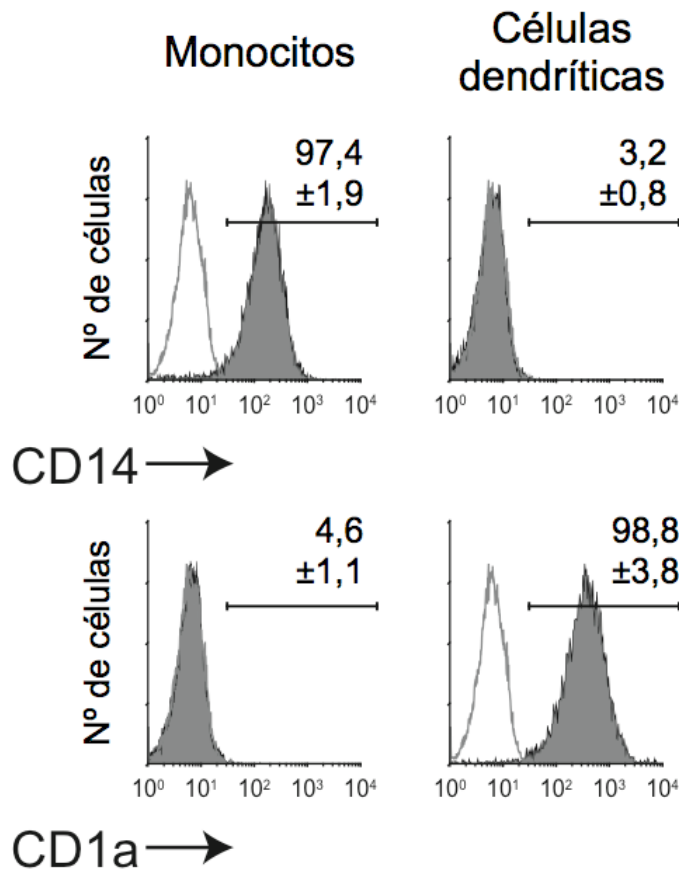 Monocitos
Células
dendríticas
Nº de células
97,4
±1,9
3,2
±0,8
10⁰ 10¹ 10² 10³ 10⁴
10⁰ 10¹ 10² 10³ 10⁴
CD14
Nº de células
4,6
±1,1
98,8
±3,8
10⁰ 10¹ 10² 10³ 10⁴
10⁰ 10¹ 10² 10³ 10⁴
CD1a